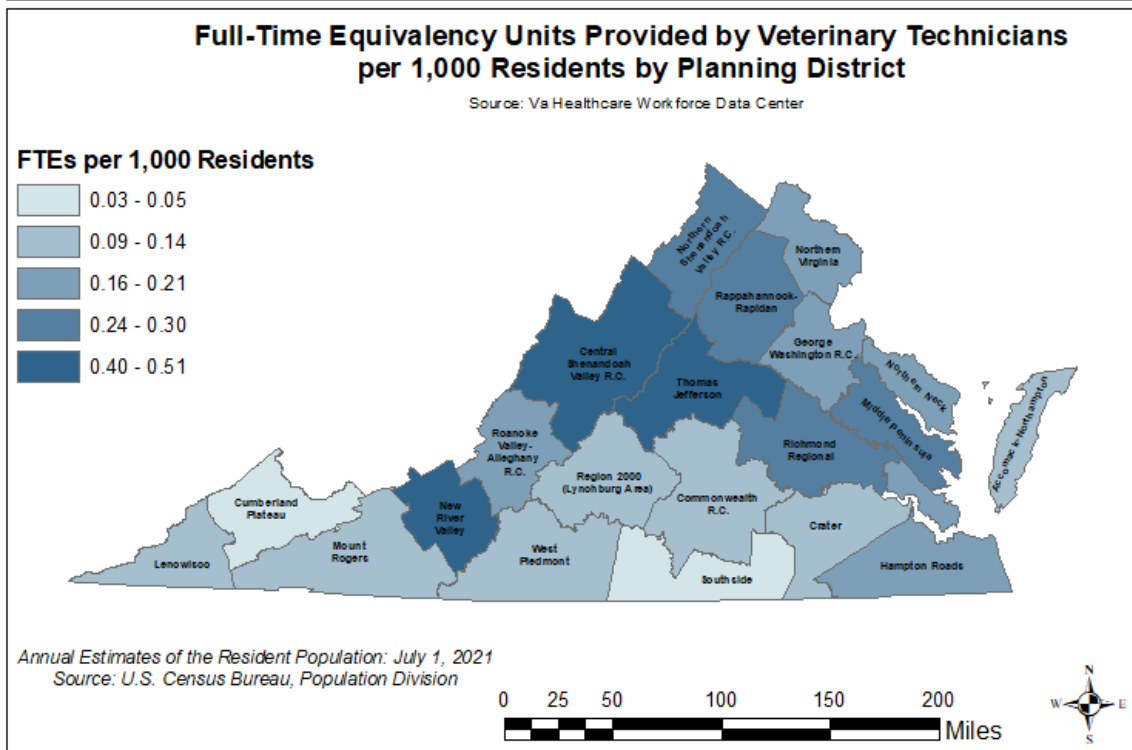 Full-Time Equivalency Units Provided by Veterinary Technicians
per 1,000 Residents by Planning District
Source: Va Healthcare Workforce Data Center
FTEs per 1,000 Residents
0.03 - 0.05
0.09 - 0.14
0.16 - 0.21
0.24 - 0.30
0.40 - 0.51
Northern
Shenandoah
Valley R.C.
Northern
Virginia
Rappahannock-
Rapidan
Central
Shenandoah
Valley R.C.
George
Washington R.C.
Northern Neck
Thomas
Jefferson
Middle peninsula
Accomack-Northampton
Roanoke
Valley-
Alleghany
R.C.
Richmond
Regional
Region 2000
(Lynchburg Area)
Commonwealth
R.C.
Cumberland
Plateau
New
River
Valley
Crater
Mount
Rogers
West
Piedmont
Lenowisco
Southside
Hampton Roads
Annual Estimates of the Resident Population: July 1, 2021
Source: U.S. Census Bureau, Population Division
0 25 50 100 150 200
Miles
N
W E
S